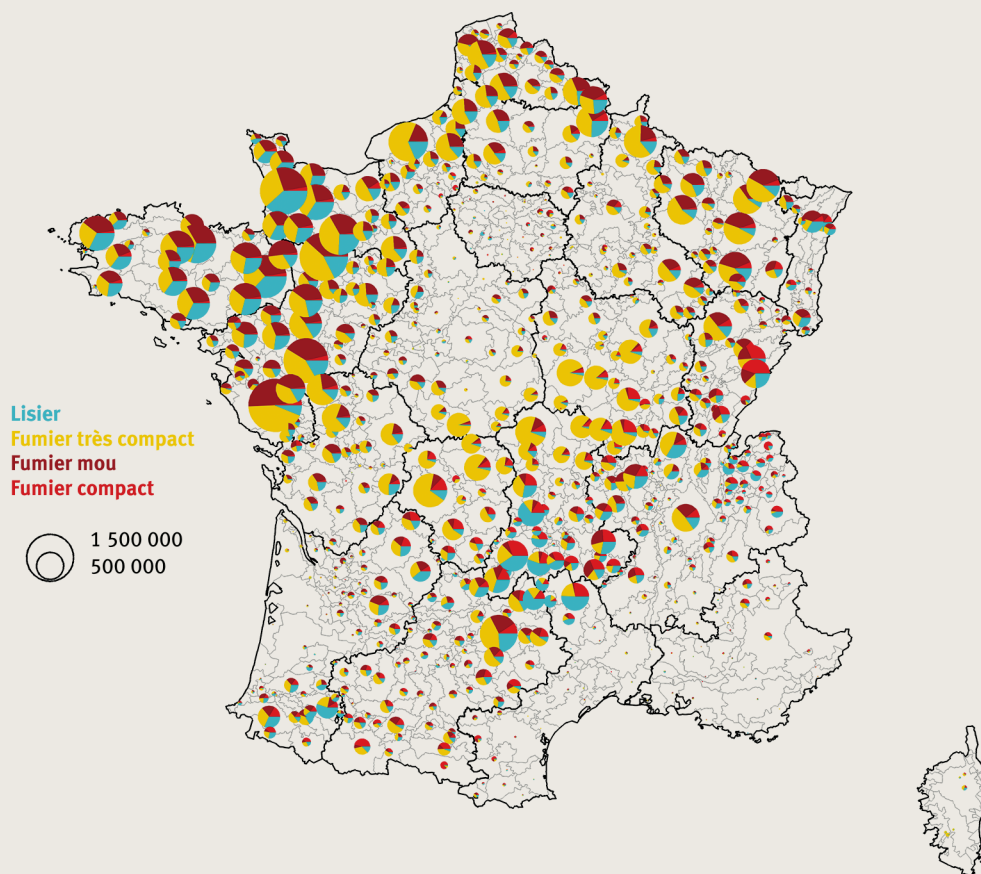 Lisier
Fumier très compact
Fumier mou
Fumier compact
1 500 000
500 000